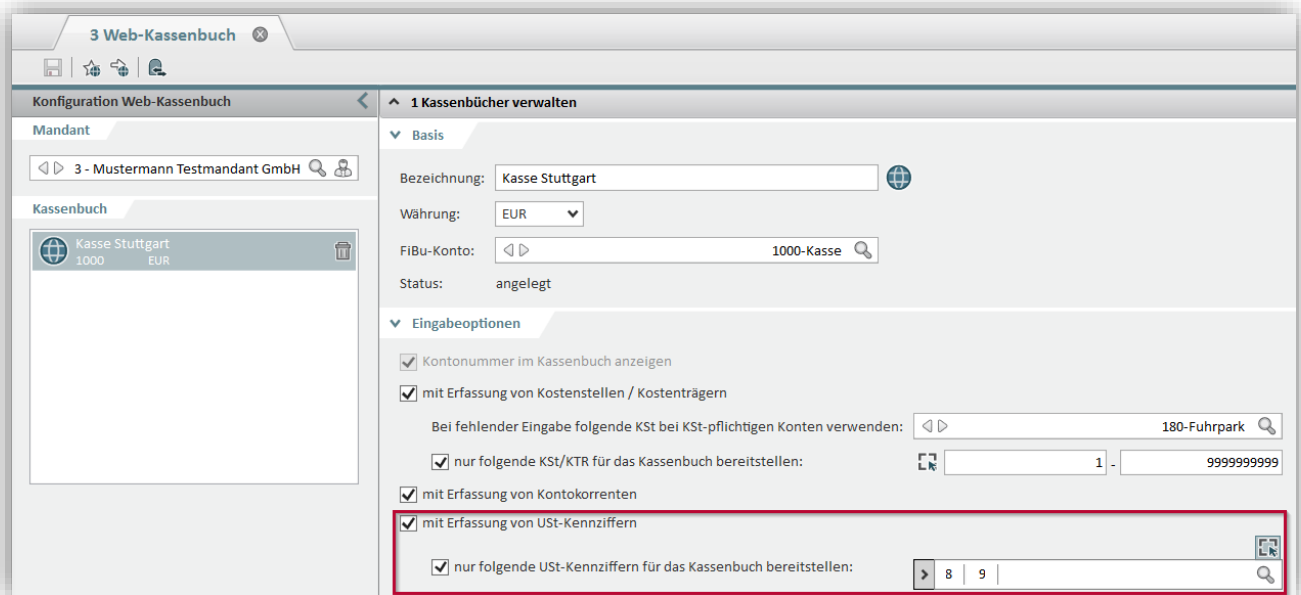 3 Web-Kassenbuch
Konfiguration Web-Kassenbuch
Mandant
3 - Mustermann Testmandant GmbH
Kassenbuch
Kasse Stuttgart
1000 EUR
1 Kassenbücher verwalten
Basis
Bezeichnung: Kasse Stuttgart
Währung: EUR
FiBu-Konto: 1000-Kasse
Status: angelegt
Eingabeoptionen
Kontonummer im Kassenbuch anzeigen
mit Erfassung von Kostenstellen / Kostenträgern
Bei fehlender Eingabe folgende KSt bei KSt-pflichtigen Konten verwenden: 180-Fuhrpark
nur folgende KSt/KTR für das Kassenbuch bereitstellen: 1 - 9999999999
mit Erfassung von Kontokorrenten
mit Erfassung von USt-Kennziffern
nur folgende USt-Kennziffern für das Kassenbuch bereitstellen: 8 9